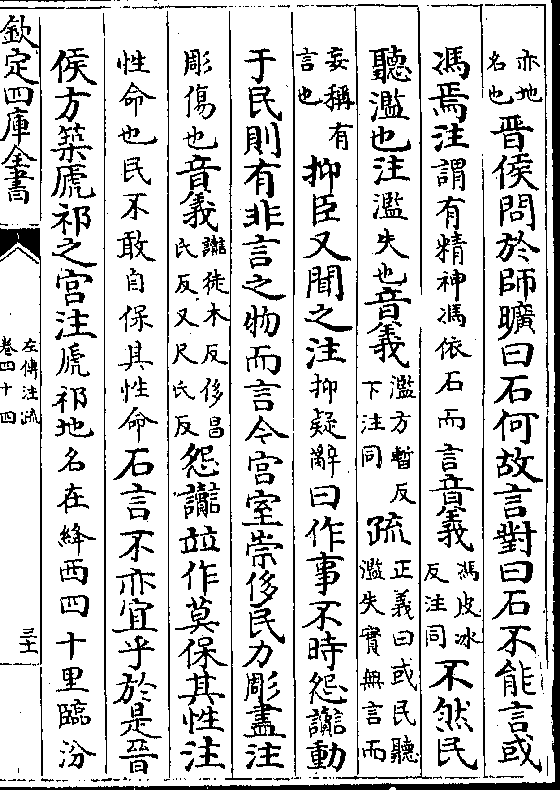 亦地名也晋侯問於師曠曰石何故言對曰石不能言或
馮焉注謂有精神馮依石而言音義馮皮冰反注同不然民
聽濫也注濫失也音義濫方暫反下注同疏正義曰或民聽濫失實無言而
妄稱有言也抑臣又聞之注抑疑辭曰作事不時怨讟動
于民則有非言之物而言今宫室崇侈民力彫盡注
彫傷也音義讟徒木反侈昌氏反又尺氏反怨讟並作莫保其性注
性命也民不敢自保其性命石言不亦宜乎於是晉
侯方築虒祁之宫注虒祁地名在絳西四十里臨汾
欽定四庫全書
左傳注疏
卷四十四
三十